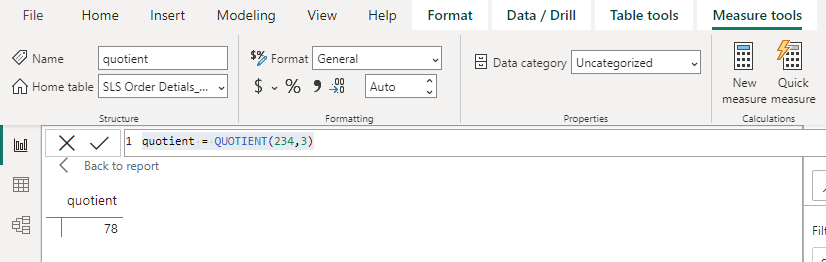 File Home Insert Modeling View Help Format Data / Drill Table tools Measure tools
Name quotient $% Format General Data category Uncategorized
Home table SLS Order Detials_... $ % 9 .00 →.0 Auto New measure Quick measure
Structure Formatting Properties Calculations
1 quotient = QUOTIENT(234,3)
Back to report
quotient
78
Filt